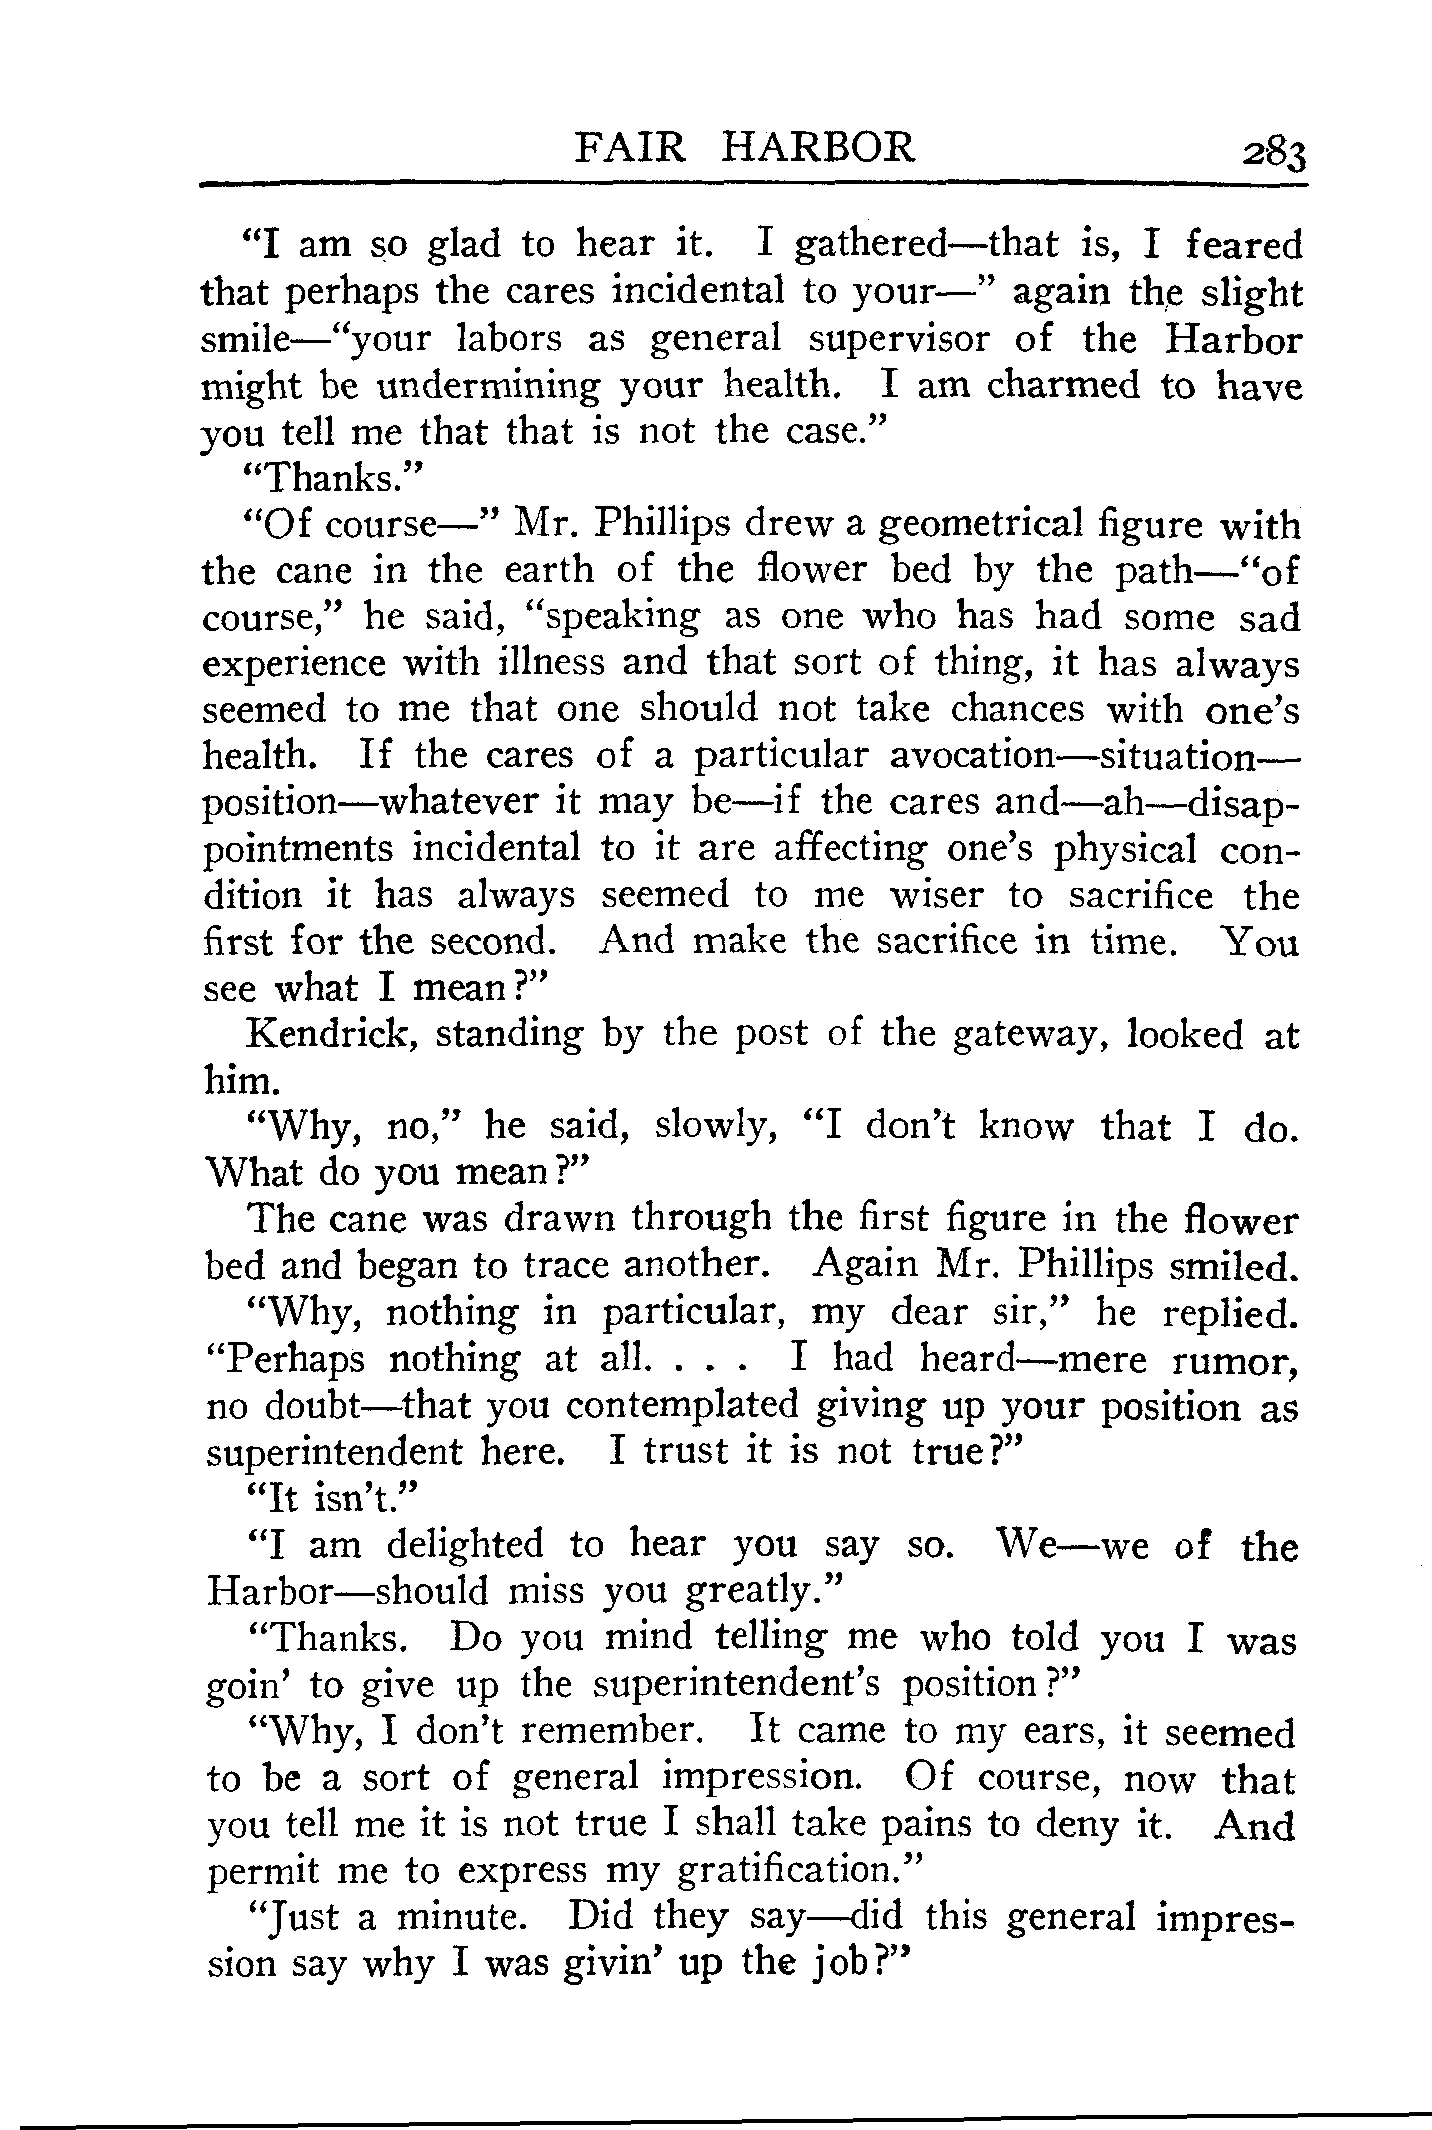 FAIR HARBOR 283
“I am so glad to hear it. I gathered—that is, I feared
that perhaps the cares incidental to your—” again the slight
smile—“your labors as general supervisor of the Harbor
might be undermining your health. I am charmed to have
you tell me that that is not the case.”
“Thanks.”
“Of course—” Mr. Phillips drew a geometrical figure with
the cane in the earth of the flower bed by the path—“of
course,” he said, “speaking as one who has had some sad
experience with illness and that sort of thing, it has always
seemed to me that one should not take chances with one’s
health. If the cares of a particular avocation—situation—
position—whatever it may be—if the cares and—ah—disap-
pointments incidental to it are affecting one’s physical con-
dition it has always seemed to me wiser to sacrifice the
first for the second. And make the sacrifice in time. You
see what I mean?”
Kendrick, standing by the post of the gateway, looked at
him.
“Why, no,” he said, slowly, “I don’t know that I do.
What do you mean?”
The cane was drawn through the first figure in the flower
bed and began to trace another. Again Mr. Phillips smiled.
“Why, nothing in particular, my dear sir,” he replied.
“Perhaps nothing at all. . . . I had heard—mere rumor,
no doubt—that you contemplated giving up your position as
superintendent here. I trust it is not true?”
“It isn’t.”
“I am delighted to hear you say so. We—we of the
Harbor—should miss you greatly.”
“Thanks. Do you mind telling me who told you I was
goin’ to give up the superintendent’s position?”
“Why, I don’t remember. It came to my ears, it seemed
to be a sort of general impression. Of course, now that
you tell me it is not true I shall take pains to deny it. And
permit me to express my gratification.”
“Just a minute. Did they say—did this general impres-
sion say why I was givin’ up the job?”